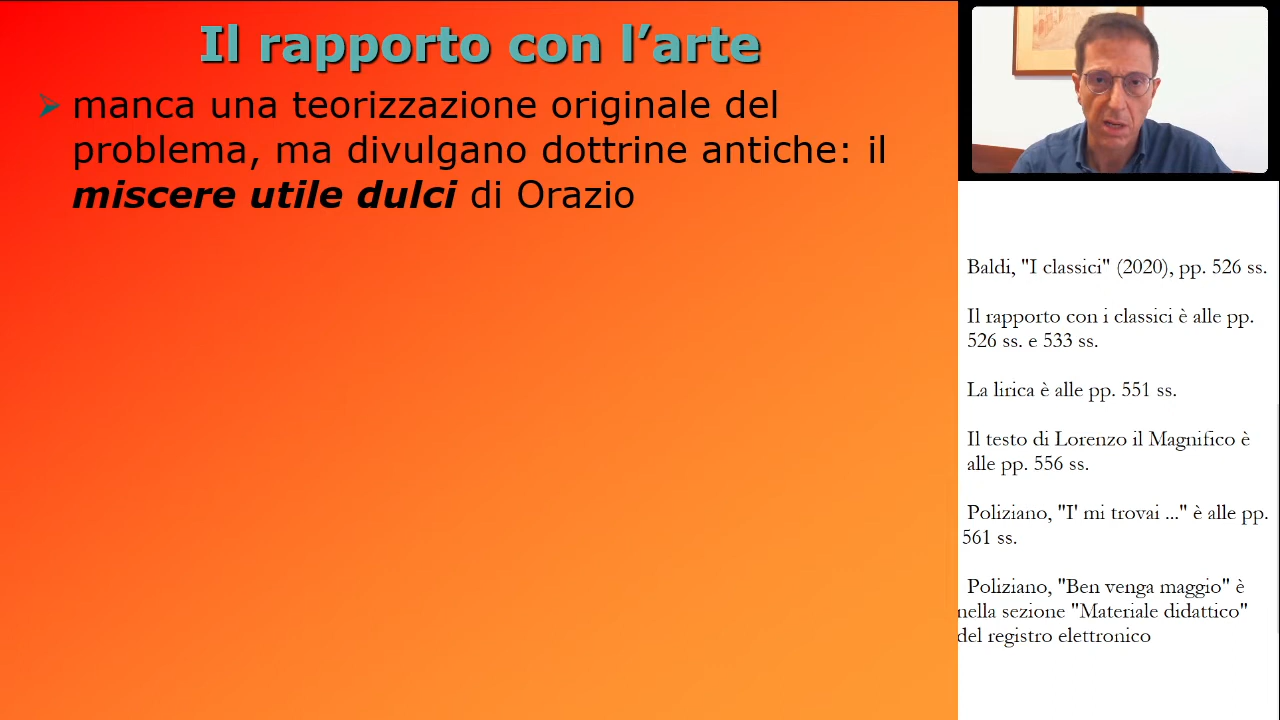 Il rapporto con l’arte
manca una teorizzazione originale del
problema, ma divulgano dottrine antiche: il
miscere utile dulci di Orazio
Baldi, "I classici" (2020), pp. 526 ss.
Il rapporto con i classici è alle pp.
526 ss. e 533 ss.
La lirica è alle pp. 551 ss.
Il testo di Lorenzo il Magnifico è
alle pp. 556 ss.
Poliziano, "I' mi trovai ..." è alle pp.
561 ss.
Poliziano, "Ben venga maggio" è
nella sezione "Materiale didattico"
del registro elettronico